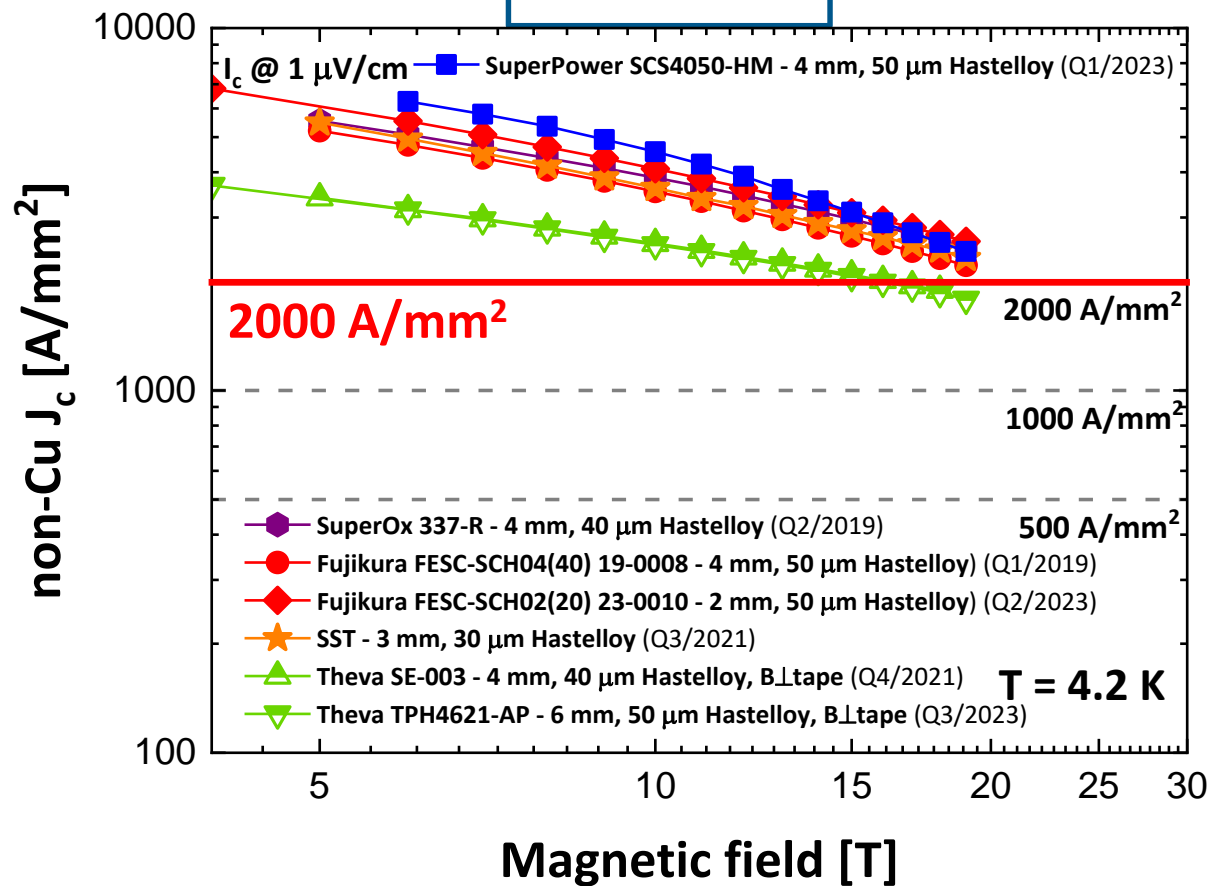 10000
I_c @ 1 μV/cm
SuperPower SCS4050-HM - 4 mm, 50 μm Hastelloy (Q1/2023)
non-Cu J_c [A/mm²]
2000 A/mm²
2000 A/mm²
1000
1000 A/mm²
500 A/mm²
SuperOx 337-R - 4 mm, 40 μm Hastelloy (Q2/2019)
Fujikura FESC-SCH04(40) 19-0008 - 4 mm, 50 μm Hastelloy) (Q1/2019)
Fujikura FESC-SCH02(20) 23-0010 - 2 mm, 50 μm Hastelloy) (Q2/2023)
SST - 3 mm, 30 μm Hastelloy (Q3/2021)
Theva SE-003 - 4 mm, 40 μm Hastelloy, B⊥tape (Q4/2021)
T = 4.2 K
Theva TPH4621-AP - 6 mm, 50 μm Hastelloy, B⊥tape (Q3/2023)
100
5 10 15 20 25 30
Magnetic field [T]